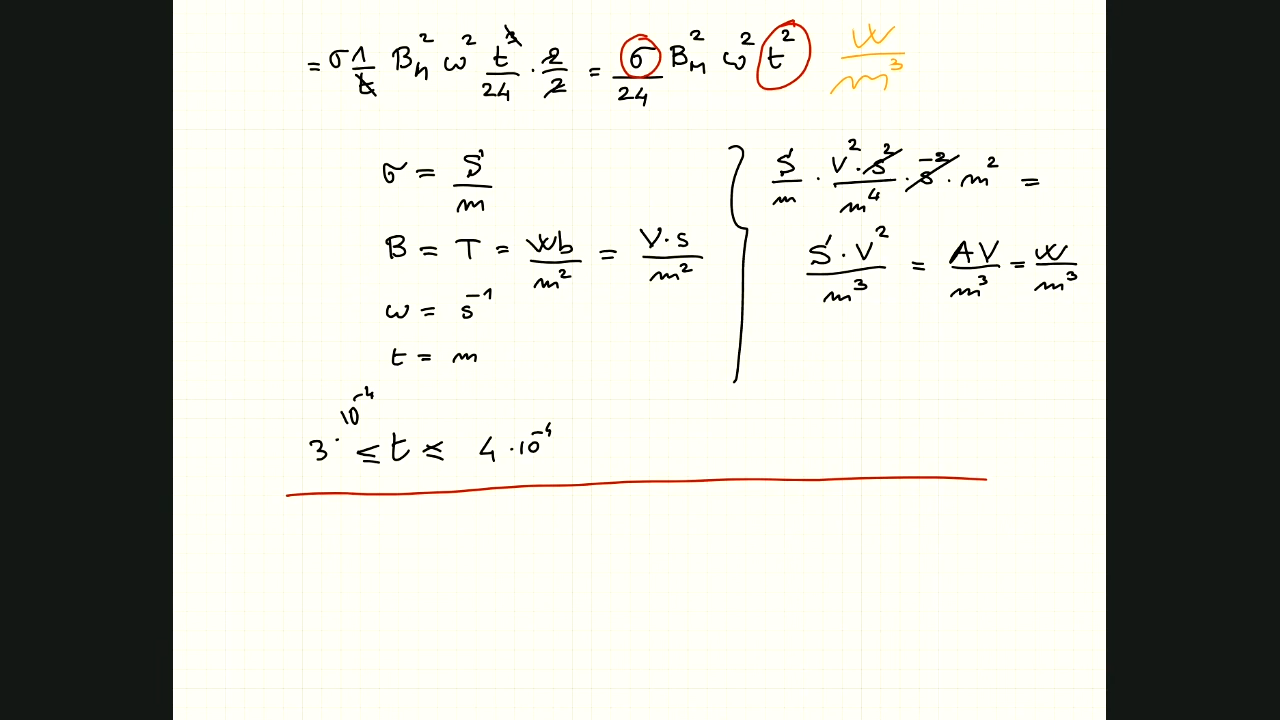 = σ 1/t B_M² ω² t³/24 · 2/2 = σ/24 B_M² ω² t² W/m³
σ = S/m
B = T = Wb/m² = V·s/m²
ω = s⁻¹
t = m
S/m · V²·s²/m⁴ · s⁻² · m² =
S·V²/m³ = AV/m³ = W/m³
3·10⁻⁴ ≤ t ≤ 4·10⁻⁴